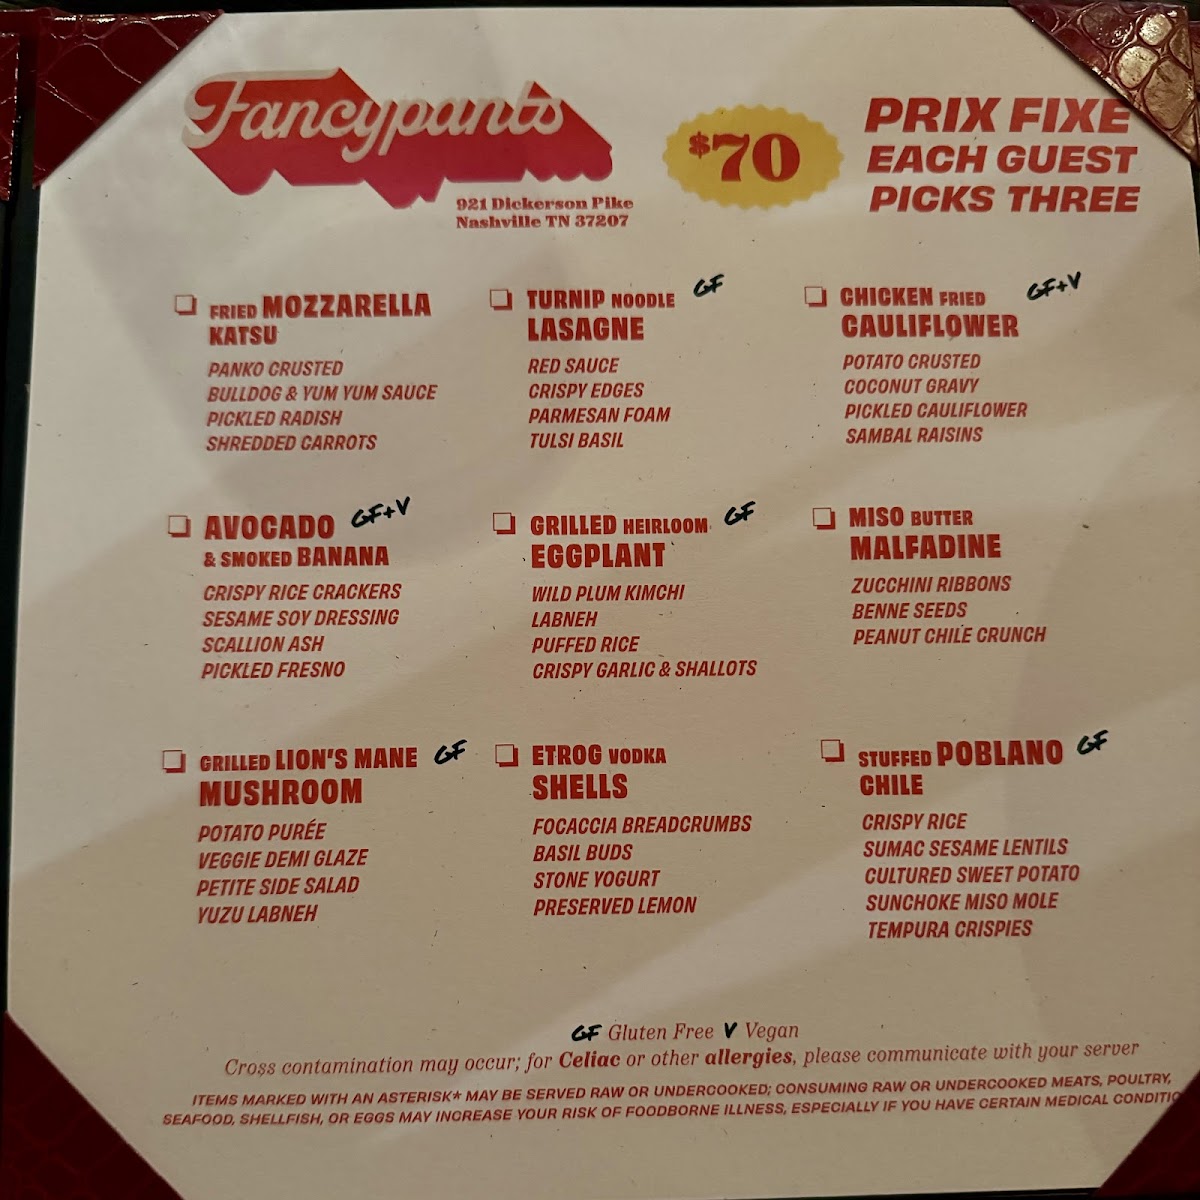 Fancypants
921 Dickerson Pike
Nashville TN 37207
$70
PRIX FIXE
EACH GUEST
PICKS THREE
FRIED MOZZARELLA
KATSU
PANKO CRUSTED
BULLDOG & YUM YUM SAUCE
PICKLED RADISH
SHREDDED CARROTS
TURNIP NOODLE GF
LASAGNE
RED SAUCE
CRISPY EDGES
PARMESAN FOAM
TULSI BASIL
CHICKEN FRIED GF+V
CAULIFLOWER
POTATO CRUSTED
COCONUT GRAVY
PICKLED CAULIFLOWER
SAMBAL RAISINS
AVOCADO GF+V
& SMOKED BANANA
CRISPY RICE CRACKERS
SESAME SOY DRESSING
SCALLION ASH
PICKLED FRESNO
GRILLED HEIRLOOM GF
EGGPLANT
WILD PLUM KIMCHI
LABNEH
PUFFED RICE
CRISPY GARLIC & SHALLOTS
MISO BUTTER
MALFADINE
ZUCCHINI RIBBONS
BENNE SEEDS
PEANUT CHILE CRUNCH
GRILLED LION'S MANE GF
MUSHROOM
POTATO PURÉE
VEGGIE DEMI GLAZE
PETITE SIDE SALAD
YUZU LABNEH
ETROG VODKA
SHELLS
FOCACCIA BREADCRUMBS
BASIL BUDS
STONE YOGURT
PRESERVED LEMON
STUFFED POBLANO GF
CHILE
CRISPY RICE
SUMAC SESAME LENTILS
CULTURED SWEET POTATO
SUNCHOKE MISO MOLE
TEMPURA CRISPIES
GF Gluten Free V Vegan
Cross contamination may occur; for Celiac or other allergies, please communicate with your server
ITEMS MARKED WITH AN ASTERISK* MAY BE SERVED RAW OR UNDERCOOKED; CONSUMING RAW OR UNDERCOOKED MEATS, POULTRY,
SEAFOOD, SHELLFISH, OR EGGS MAY INCREASE YOUR RISK OF FOODBORNE ILLNESS, ESPECIALLY IF YOU HAVE CERTAIN MEDICAL